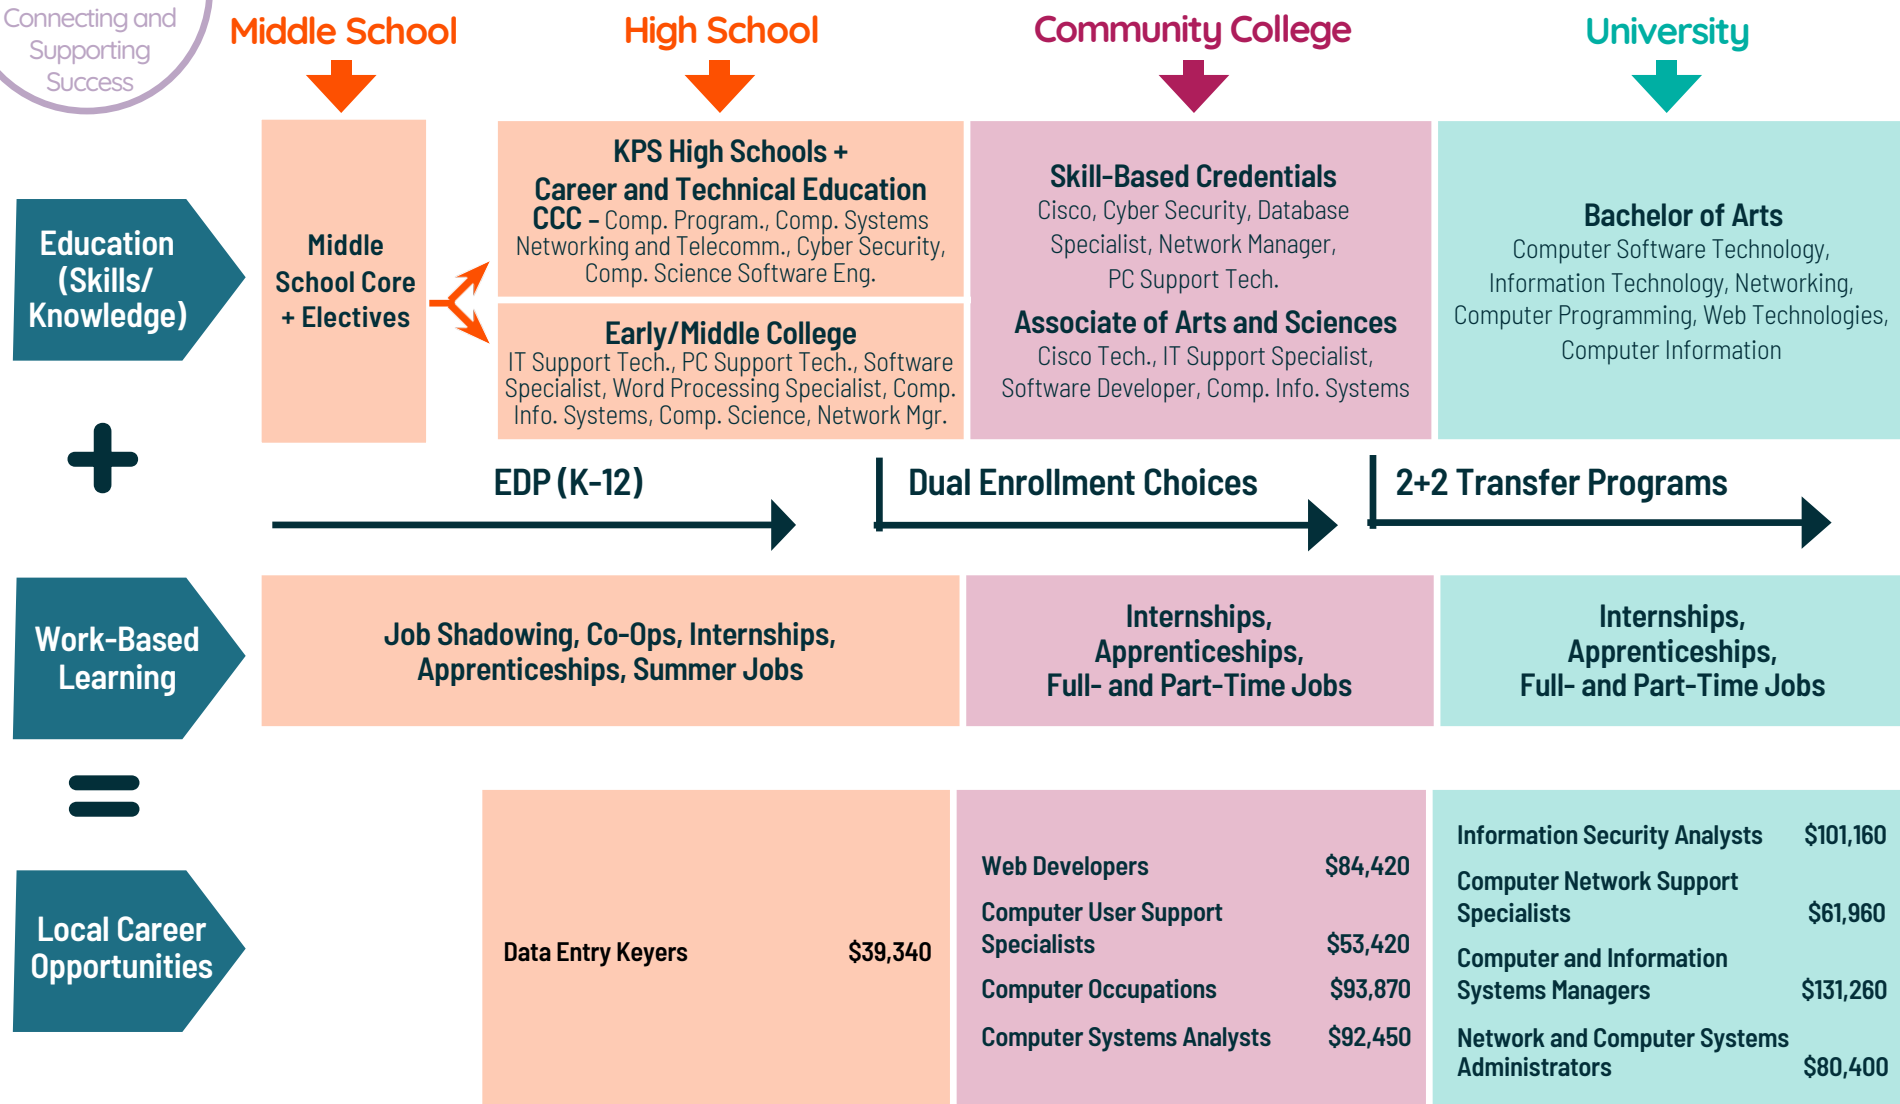 Connecting and
Supporting
Success
Middle School
High School
Community College
University
Education
(Skills/
Knowledge)
Middle
School Core
+ Electives
KPS High Schools +
Career and Technical Education
CCC – Comp. Program., Comp. Systems
Networking and Telecomm., Cyber Security,
Comp. Science Software Eng.
Early/Middle College
IT Support Tech., PC Support Tech., Software
Specialist, Word Processing Specialist, Comp.
Info. Systems, Comp. Science, Network Mgr.
Skill-Based Credentials
Cisco, Cyber Security, Database
Specialist, Network Manager,
PC Support Tech.
Associate of Arts and Sciences
Cisco Tech., IT Support Specialist,
Software Developer, Comp. Info. Systems
Bachelor of Arts
Computer Software Technology,
Information Technology, Networking,
Computer Programming, Web Technologies,
Computer Information
+
EDP (K-12)
Dual Enrollment Choices
2+2 Transfer Programs
Work-Based
Learning
Job Shadowing, Co-Ops, Internships,
Apprenticeships, Summer Jobs
Internships,
Apprenticeships,
Full- and Part-Time Jobs
Internships,
Apprenticeships,
Full- and Part-Time Jobs
=
Local Career
Opportunities
Data Entry Keyers $39,340
Web Developers $84,420
Computer User Support
Specialists $53,420
Computer Occupations $93,870
Computer Systems Analysts $92,450
Information Security Analysts $101,160
Computer Network Support
Specialists $61,960
Computer and Information
Systems Managers $131,260
Network and Computer Systems
Administrators $80,400